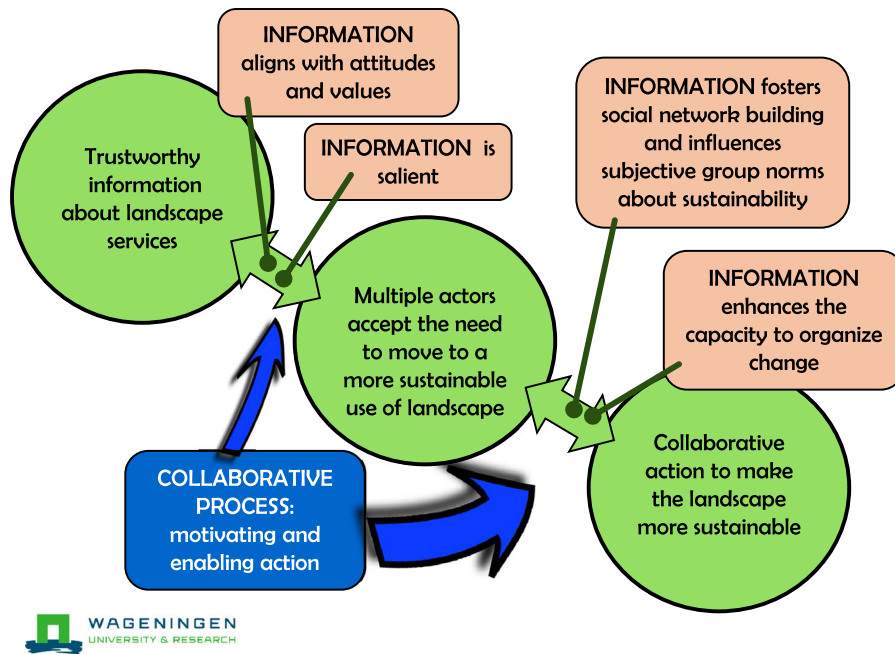 INFORMATION
aligns with attitudes
and values
INFORMATION is
salient
INFORMATION fosters
social network building
and influences
subjective group norms
about sustainability
INFORMATION
enhances the
capacity to organize
change
Trustworthy
information
about landscape
services
Multiple actors
accept the need
to move to a
more sustainable
use of landscape
Collaborative
action to make
the landscape
more sustainable
COLLABORATIVE
PROCESS:
motivating and
enabling action
WAGENINGEN
UNIVERSITY & RESEARCH